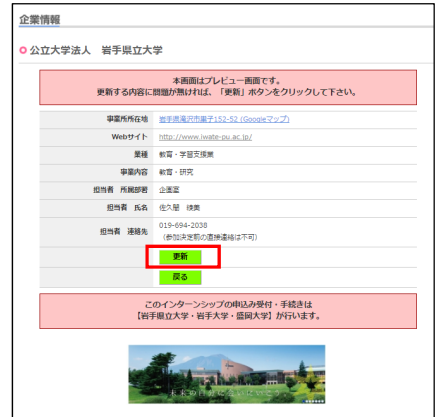 企業情報
公立大学法人 岩手県立大学
本画面はプレビュー画面です。
更新する内容に問題が無ければ、「更新」ボタンをクリックして下さい。
事業所所在地 岩手県滝沢市巣子152-52 (Googleマップ)
Webサイト http://www.iwate-pu.ac.jp/
業種 教育・学習支援業
事業内容 教育・研究
担当者 所属部署 企画室
担当者 氏名 佐久間 
担当者 連絡先 019-694-2038
(参加決定前の直接連絡は不可)
更新
戻る
このインターンシップの申込み受付・手続きは
【岩手県立大学・岩手大学・盛岡大学】が行います。